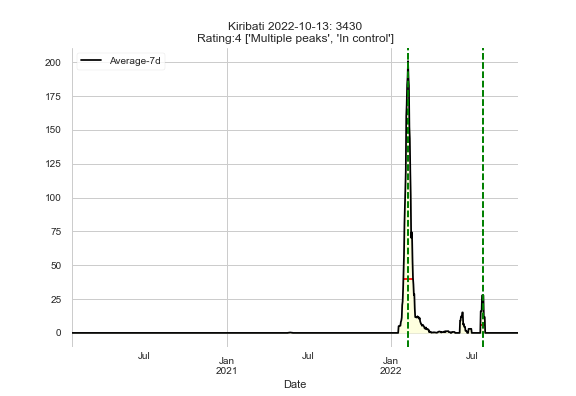 Kiribati 2022-10-13: 3430
Rating:4 ['Multiple peaks', 'In control']
Average-7d
200
175
150
125
100
75
50
25
0
Jul
Jan
2021
Jul
Jan
2022
Jul
Date